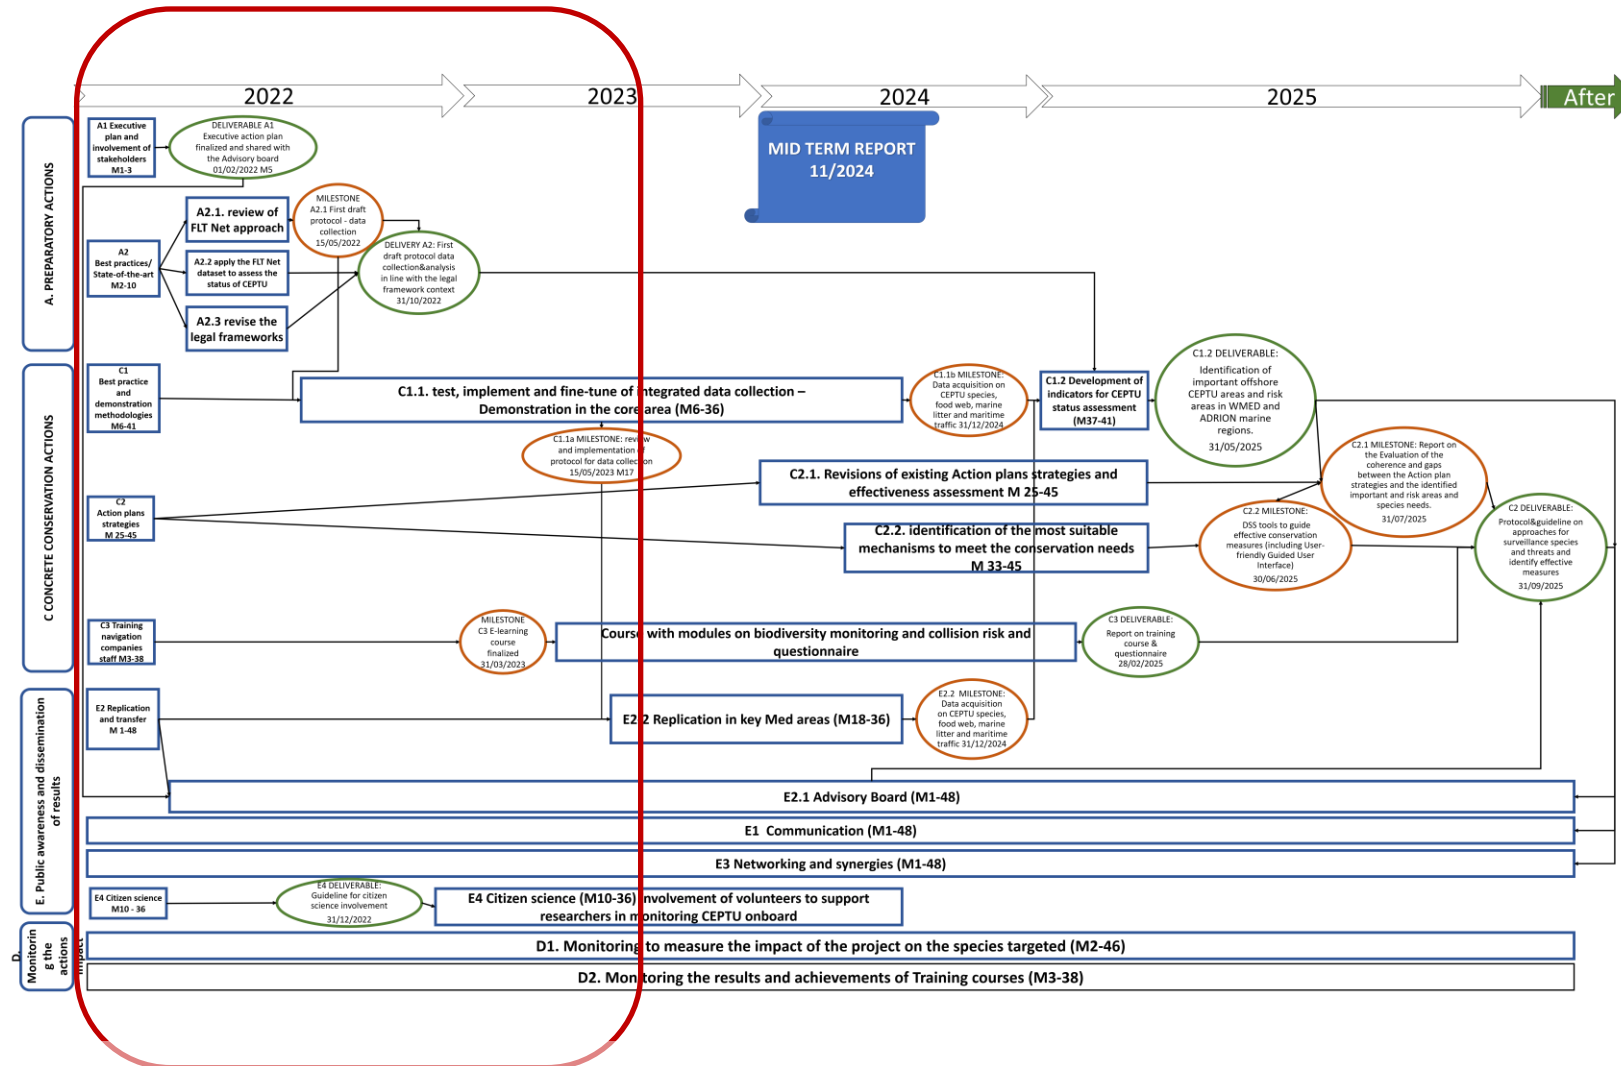 2022
2023
2024
2025
After
MID TERM REPORT
11/2024
A. PREPARATORY ACTIONS
A1 Executive
plan and
involvement of
stakeholders
M1-3
DELIVERABLE A1
Executive action plan
finalized and shared with
the Advisory board
01/02/2022 M5
A2
Best practices/
State-of-the-art
M2-10
A2.1. review of
FLT Net approach
A2.2 apply the FLT Net
dataset to assess the
status of CEPTU
A2.3 revise the
legal frameworks
MILESTONE
A2.1 First draft
protocol - data
collection
15/05/2022
DELIVERY A2: First
draft protocol data
collection&analysis
in line with the legal
framework context
31/10/2022
C CONCRETE CONSERVATION ACTIONS
C1
Best practice
and
demonstration
methodologies
M6-41
C1.1. test, implement and fine-tune of integrated data collection –
Demonstration in the core area (M6-36)
C1.1a MILESTONE: review
and implementation of
protocol for data collection
15/05/2023 M17
C1.1b MILESTONE:
Data acquisition on
CEPTU species,
food web, marine
litter and maritime
traffic 31/12/2024
C1.2 Development of
indicators for CEPTU
status assessment
(M37-41)
C1.2 DELIVERABLE:
Identification of
important offshore
CEPTU areas and risk
areas in WMED and
ADRION marine
regions.
31/05/2025
C2
Action plans
strategies
M 25-45
C2.1. Revisions of existing Action plans strategies and
effectiveness assessment M 25-45
C2.2. identification of the most suitable
mechanisms to meet the conservation needs
M 33-45
C2.1 MILESTONE: Report on
the Evaluation of the
coherence and gaps
between the Action plan
strategies and the identified
important and risk areas and
species needs.
31/07/2025
C2.2 MILESTONE:
DSS tools to guide
effective conservation
measures (including User-
friendly Guided User
Interface)
30/06/2025
C2 DELIVERABLE:
Protocol&guideline on
approaches for
surveillance species
and threats and
identify effective
measures
31/09/2025
C3 Training
navigation
companies
staff M3-38
MILESTONE
C3 E-learning
course
finalized
31/03/2023
Course with modules on biodiversity monitoring and collision risk and
questionnaire
C3 DELIVERABLE:
Report on training
course &
questionnaire
28/02/2025
E. Public awareness and dissemination
of results
E2 Replication
and transfer
M 1-48
E2.2 Replication in key Med areas (M18-36)
E2.2 MILESTONE:
Data acquisition
on CEPTU species,
food web, marine
litter and maritime
traffic 31/12/2024
E2.1 Advisory Board (M1-48)
E1 Communication (M1-48)
E3 Networking and synergies (M1-48)
E4 Citizen science
M10 - 36
E4 DELIVERABLE:
Guideline for citizen
science involvement
31/12/2022
E4 Citizen science (M10-36) involvement of volunteers to support
researchers in monitoring CEPTU onboard
D.
Monitorin
g the
actions
impact
D1. Monitoring to measure the impact of the project on the species targeted (M2-46)
D2. Monitoring the results and achievements of Training courses (M3-38)